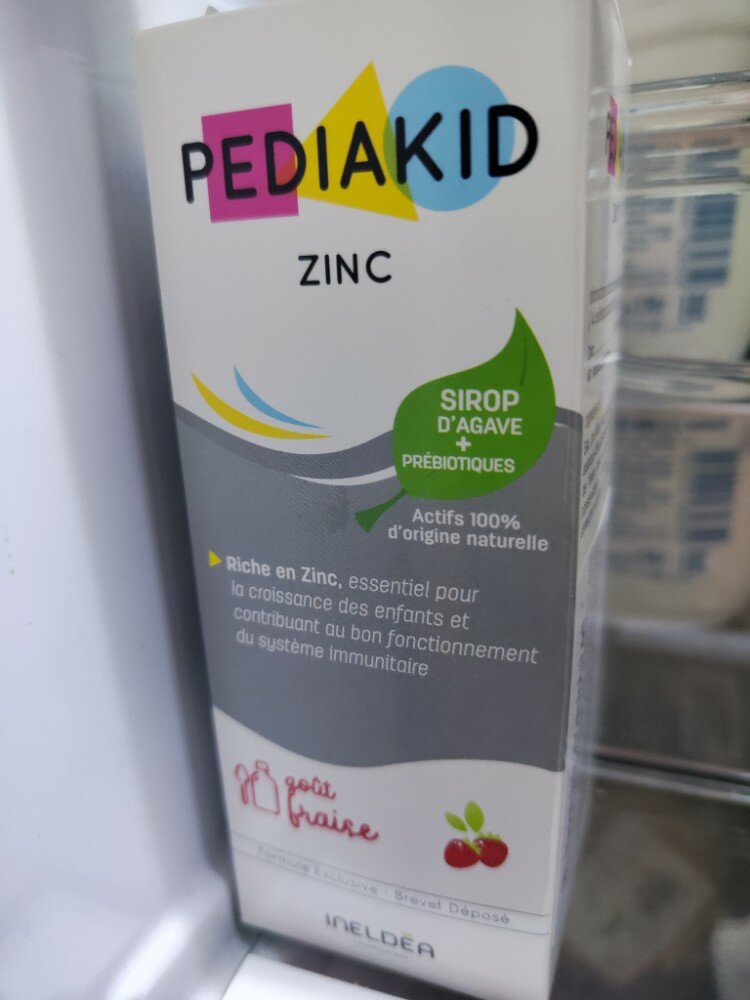 PEDIAKID
ZINC
SIROP
D'AGAVE
+
PRÉBIOTIQUES
Actifs 100%
d'origine naturelle
Riche en Zinc, essentiel pour
la croissance des enfants et
contribuant au bon fonctionnement
du système immunitaire
goût
fraise
Formule Exclusive - Brevet Déposé
INELDĒA